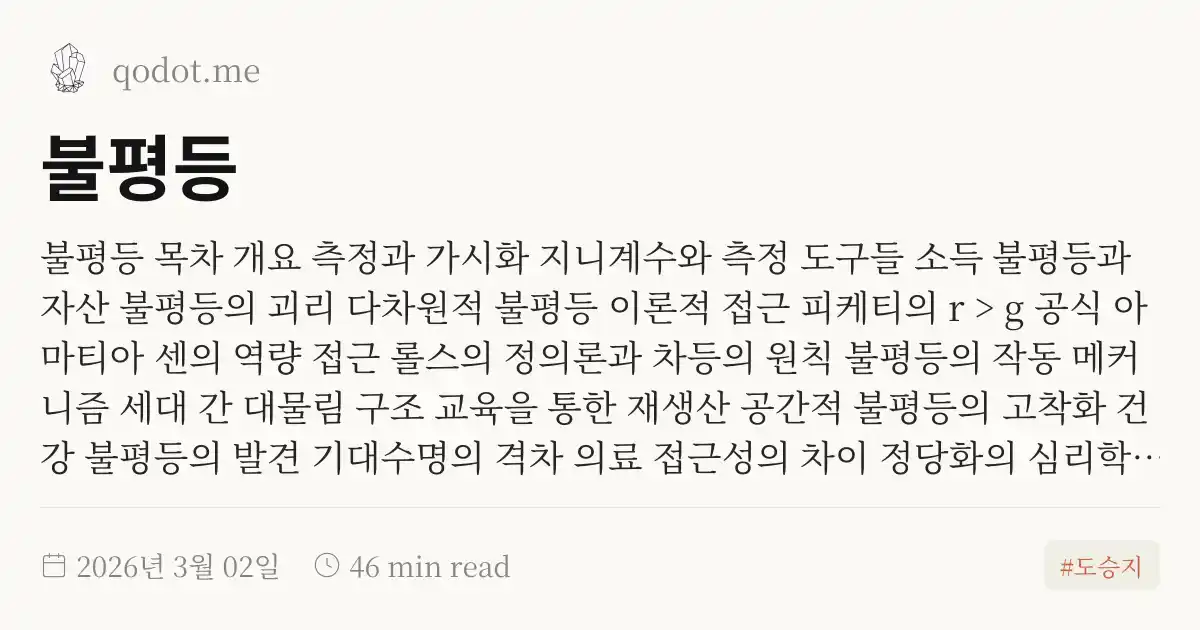 qodot.me
불평등
불평등 목차 개요 측정과 가시화 지니계수와 측정 도구들 소득 불평등과
자산 불평등의 괴리 다차원적 불평등 이론적 접근 피케티의 r > g 공식 아
마티아 센의 역량 접근 롤스의 정의론과 차등의 원칙 불평등의 작동 메커
니즘 세대 간 대물림 구조 교육을 통한 재생산 공간적 불평등의 고착화 건
강 불평등의 발견 기대수명의 격차 의료 접근성의 차이 정당화의 심리학…
2026년 3월 02일 46 min read #도승지